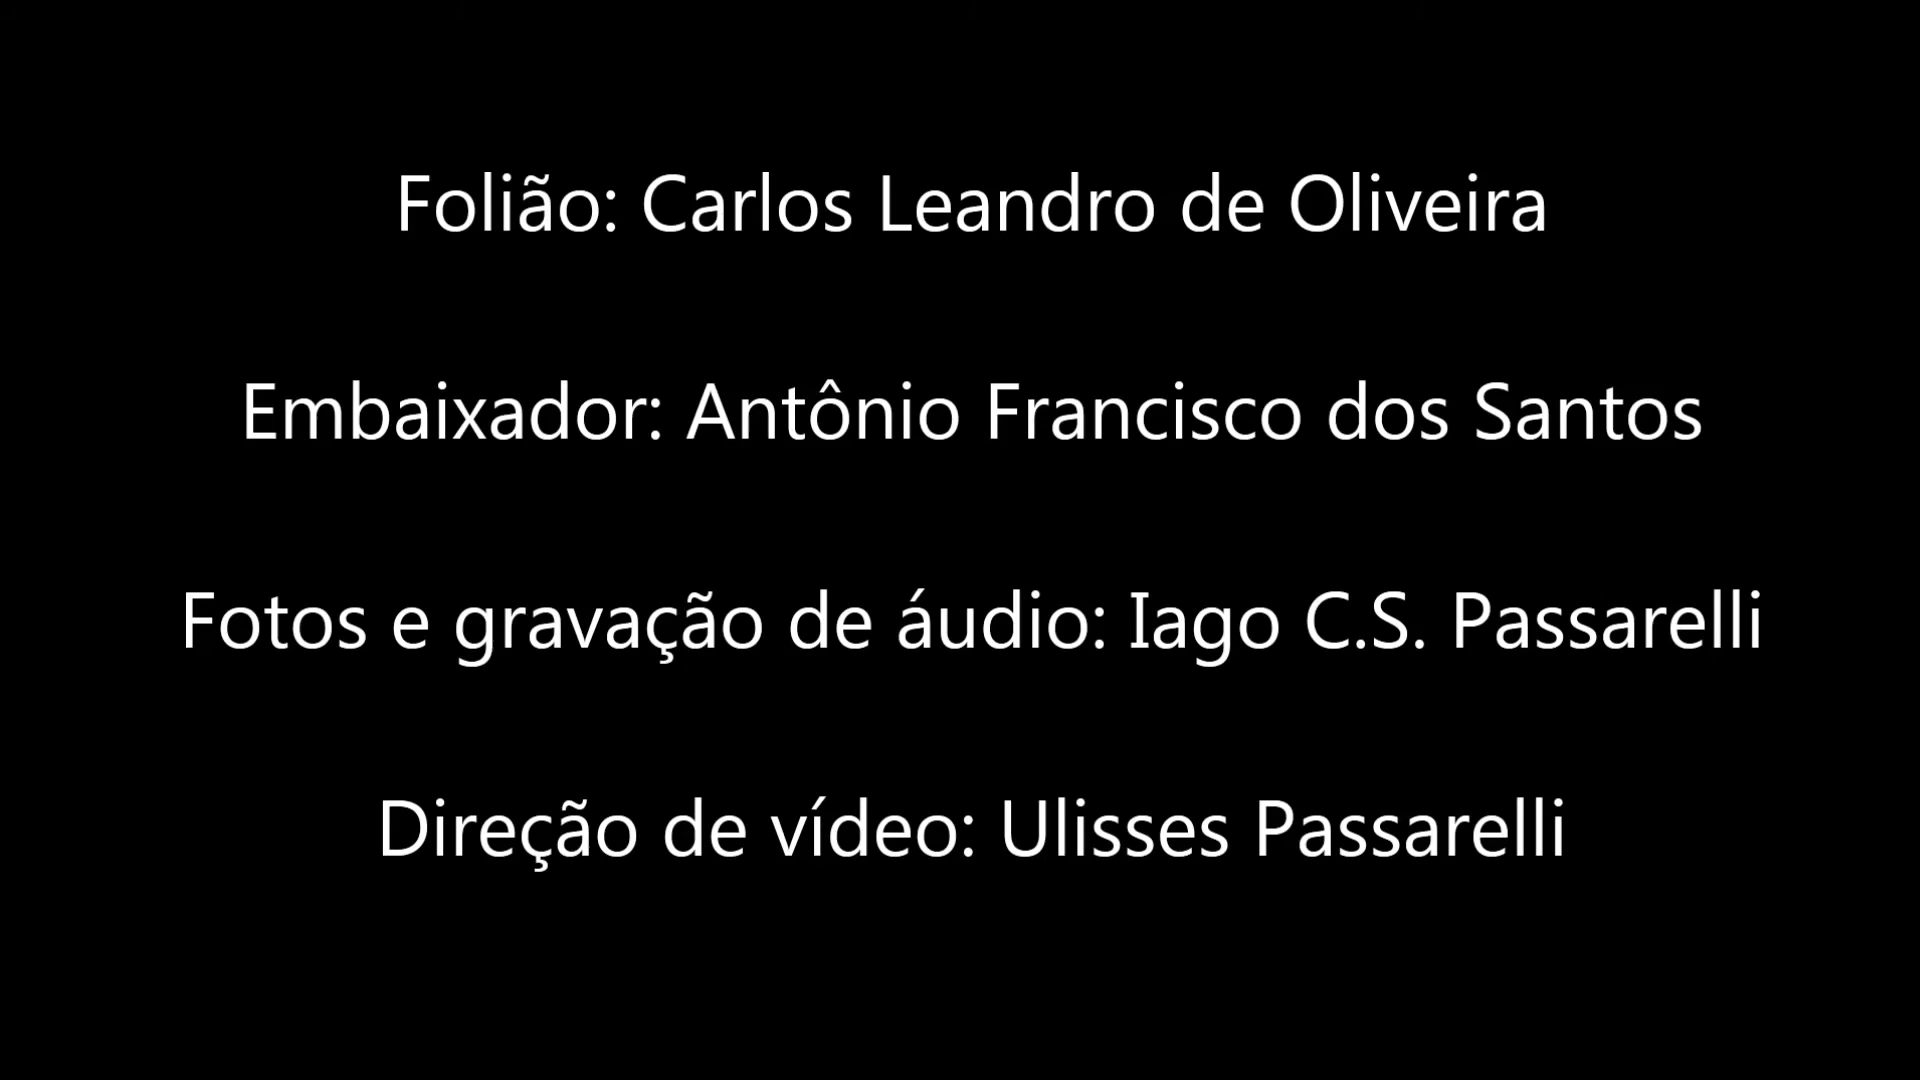 Folião: Carlos Leandro de Oliveira
Embaixador: Antônio Francisco dos Santos
Fotos e gravação de áudio: Iago C.S. Passarelli
Direção de vídeo: Ulisses Passarelli